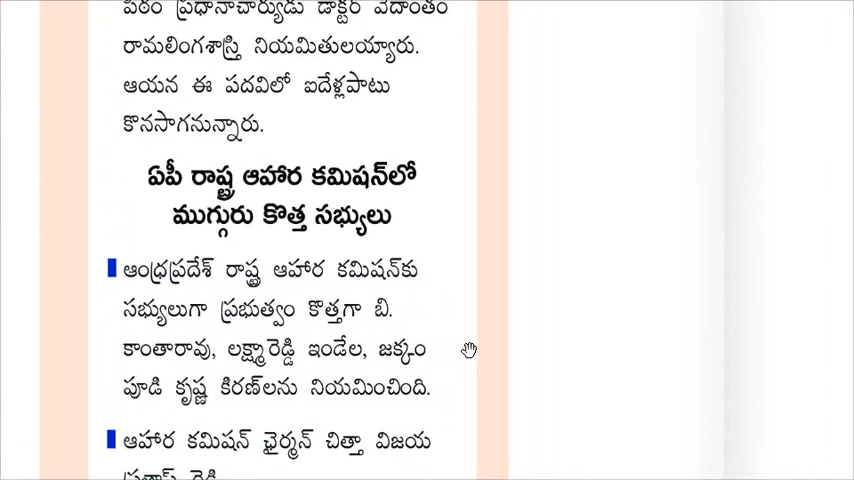 పీఠం ప్రధానాచార్యుడు డాక్టర్ వేదాంతం
రామలింగశాస్త్రి నియమితులయ్యారు.
ఆయన ఈ పదవిలో ఐదేళ్లపాటు
కొనసాగనున్నారు.
ఏపీ రాష్ట్ర ఆహార కమిషన్‌లో
ముగ్గురు కొత్త సభ్యులు
ఆంధ్రప్రదేశ్ రాష్ట్ర ఆహార కమిషన్‌కు
సభ్యులుగా ప్రభుత్వం కొత్తగా బి.
కాంతారావు, లక్ష్మారెడ్డి ఇండేల, జక్కం
పూడి కృష్ణ కిరణ్‌లను నియమించింది.
ఆహార కమిషన్ ఛైర్మన్ చిత్తా విజయ
ప్రతాప్ రెడ్డి